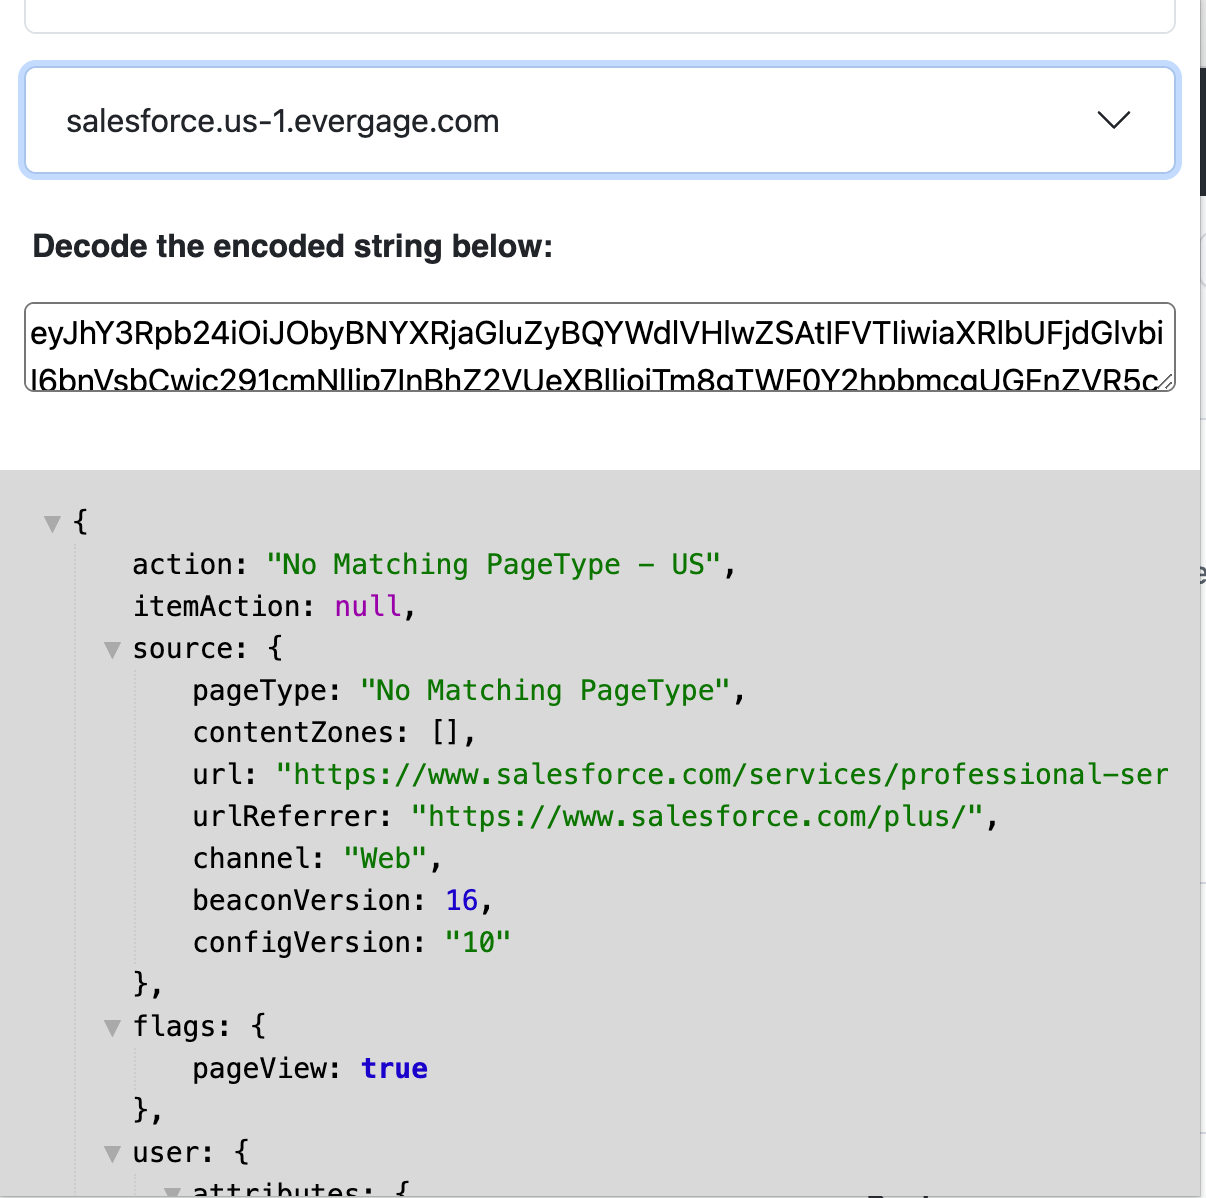 salesforce.us-1.evergage.com
Decode the encoded string below:
eyJhY3Rpb24iOiJObyBNYXRjaGluZyBQYWdlVHlwZSAtIFVTIiwiaXRlbUFjdGlvbi
I6bnVsbCwic291cmNlIjp7InBhZ2VUeXBlIjoiTm8gTWF0Y2hpbmcgUGFnZVR5c
{
action: "No Matching PageType – US",
itemAction: null,
source: {
pageType: "No Matching PageType",
contentZones: [],
url: "https://www.salesforce.com/services/professional-ser
urlReferrer: "https://www.salesforce.com/plus/",
channel: "Web",
beaconVersion: 16,
configVersion: "10"
},
flags: {
pageView: true
},
user: {
attributes: {